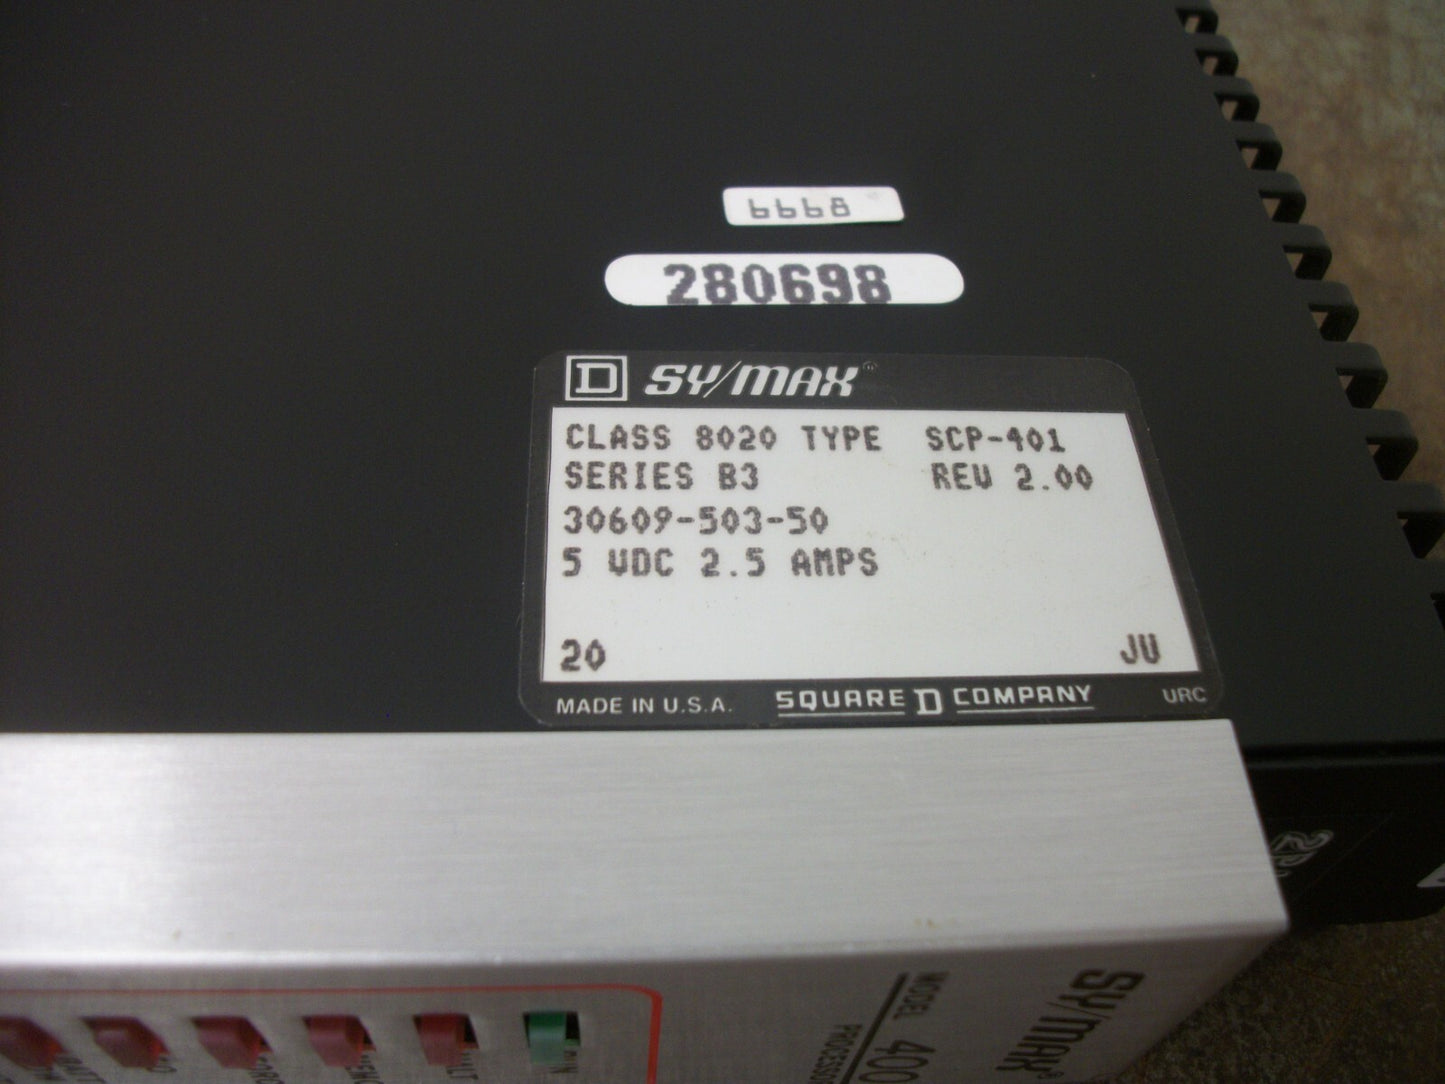 6668
280698
D SY/MAX®
CLASS 8020 TYPE SCP-401
SERIES B3 REV 2.00
30609-503-50
5 VDC 2.5 AMPS
20 JU
MADE IN U.S.A. SQUARE D COMPANY URC
SY/MAX®
MODEL 400
PROCESSOR